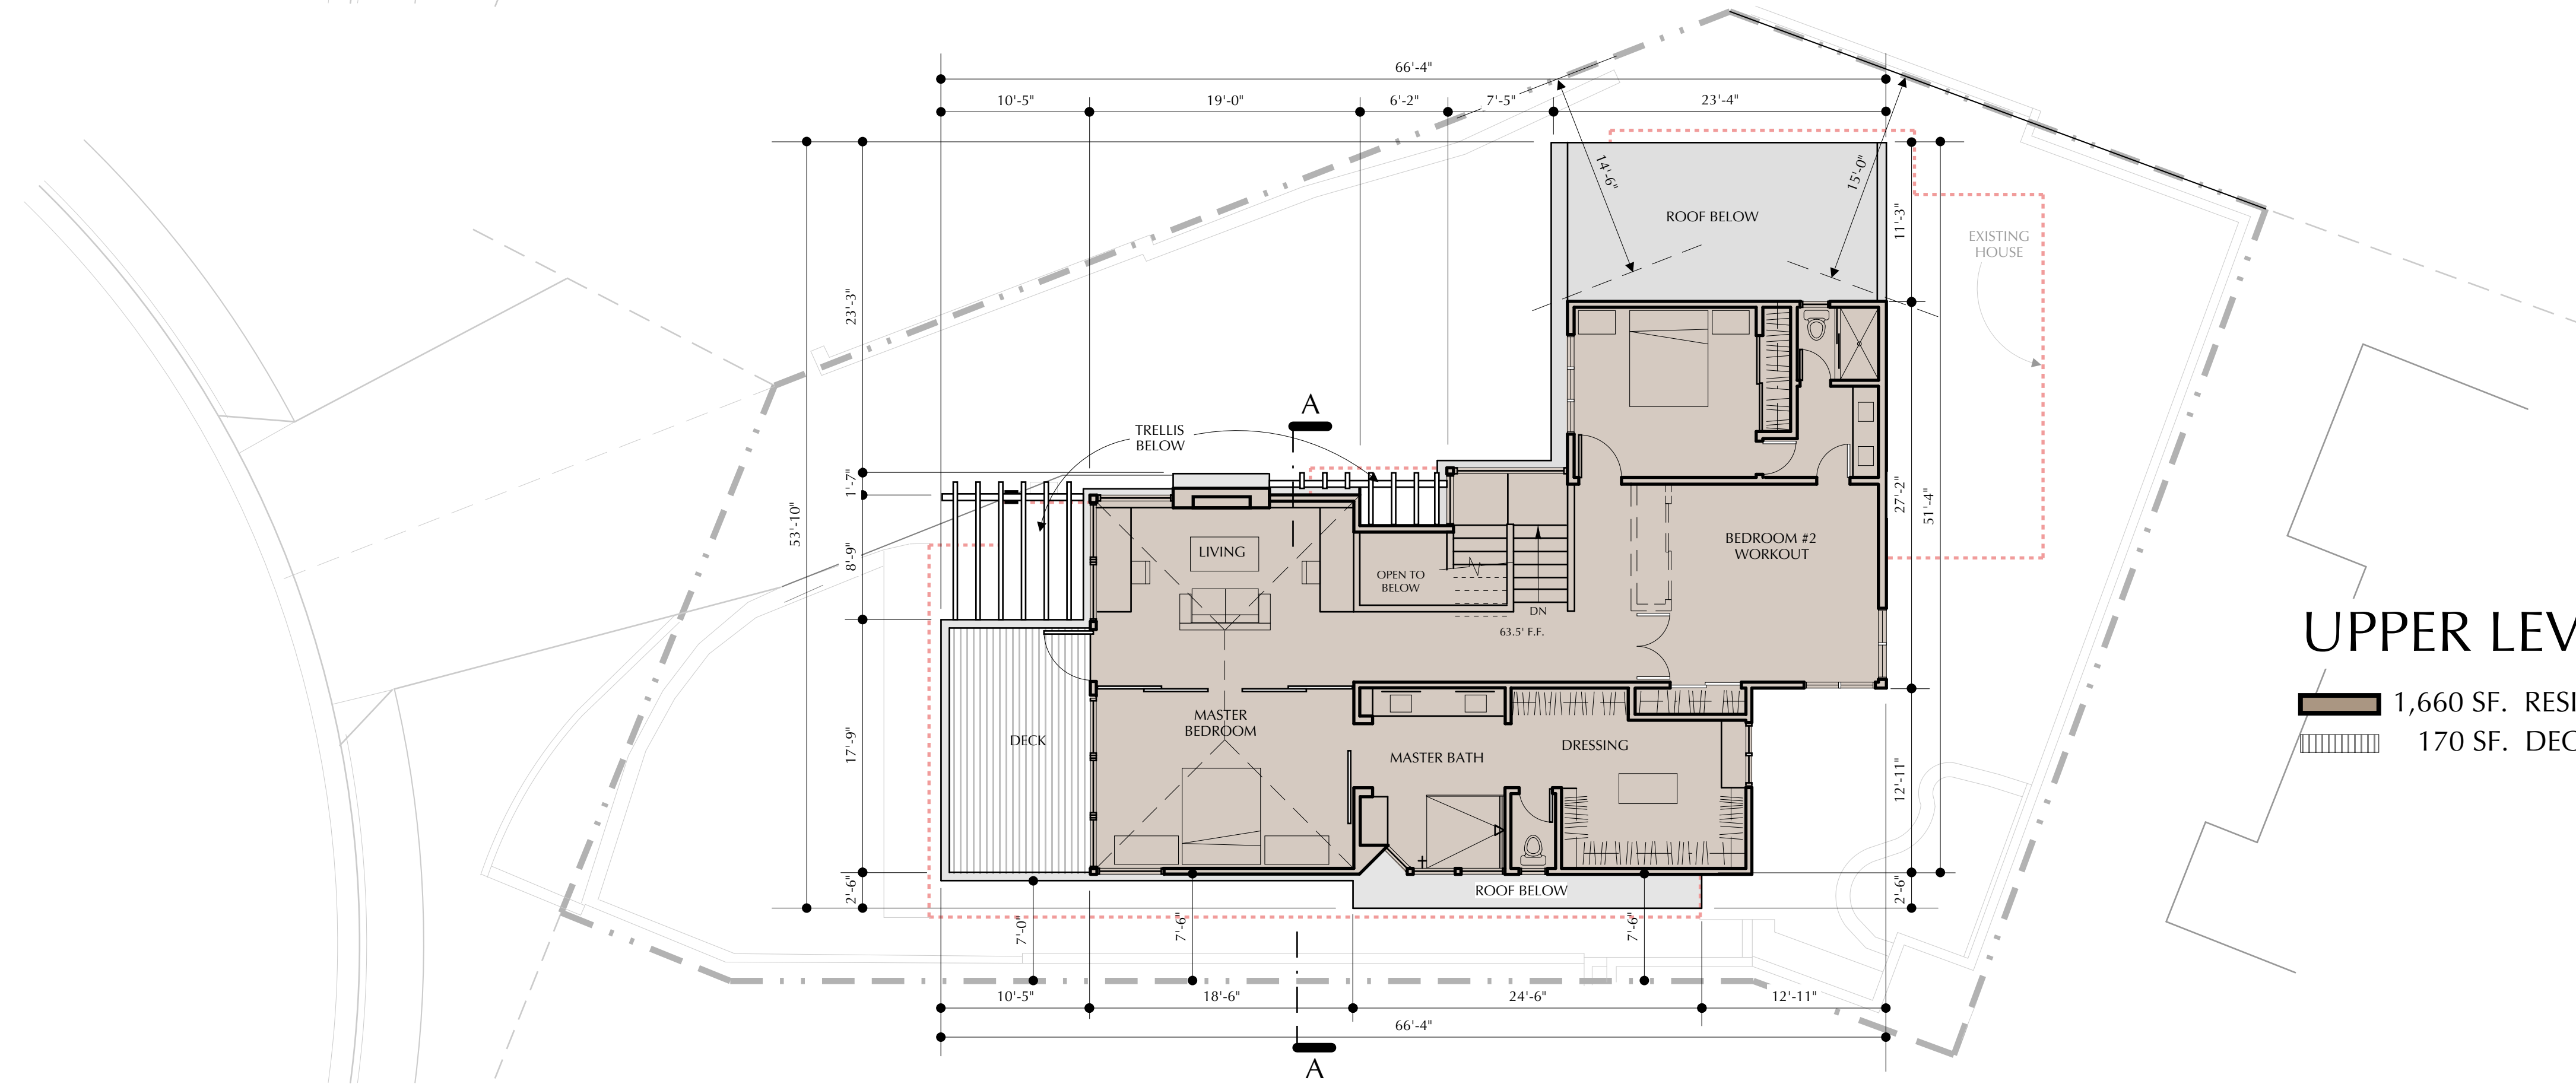 66'-4"
10'-5"
19'-0"
6'-2"
7'-5"
23'-4"
14'-6"
15'-0"
ROOF BELOW
11'-3"
EXISTING
HOUSE
23'-3"
A
TRELLIS
BELOW
1'-7"
53'-10"
8'-9"
27'-2"
51'-4"
LIVING
BEDROOM #2
WORKOUT
OPEN TO
BELOW
DN
63.5' F.F.
UPPER LEV
1,660 SF. RESI
170 SF. DEC
MASTER
BEDROOM
DECK
17'-9"
MASTER BATH
DRESSING
12'-11"
2'-6"
ROOF BELOW
2'-6"
7'-0"
7'-6"
7'-6"
10'-5"
18'-6"
24'-6"
12'-11"
66'-4"
A